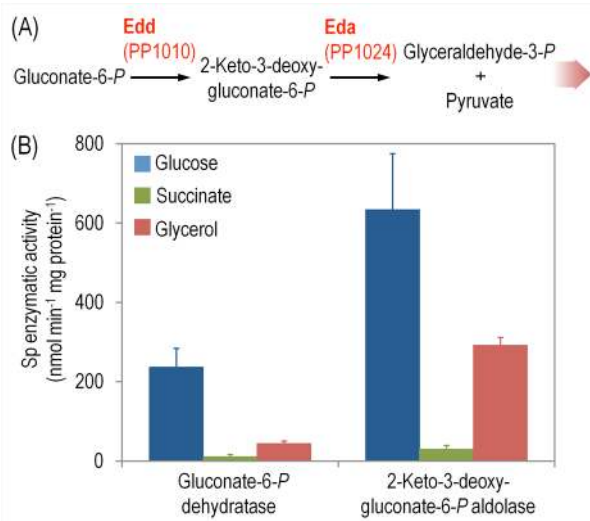 (A)
Edd
(PP1010)
Eda
(PP1024)
Gluconate-6-P
2-Keto-3-deoxy-
gluconate-6-P
Glyceraldehyde-3-P
+
Pyruvate
(B)
800
600
400
200
0
Sp enzymatic activity
(nmol min⁻¹ mg protein⁻¹)
Glucose
Succinate
Glycerol
Gluconate-6-P
dehydratase
2-Keto-3-deoxy-
gluconate-6-P aldolase